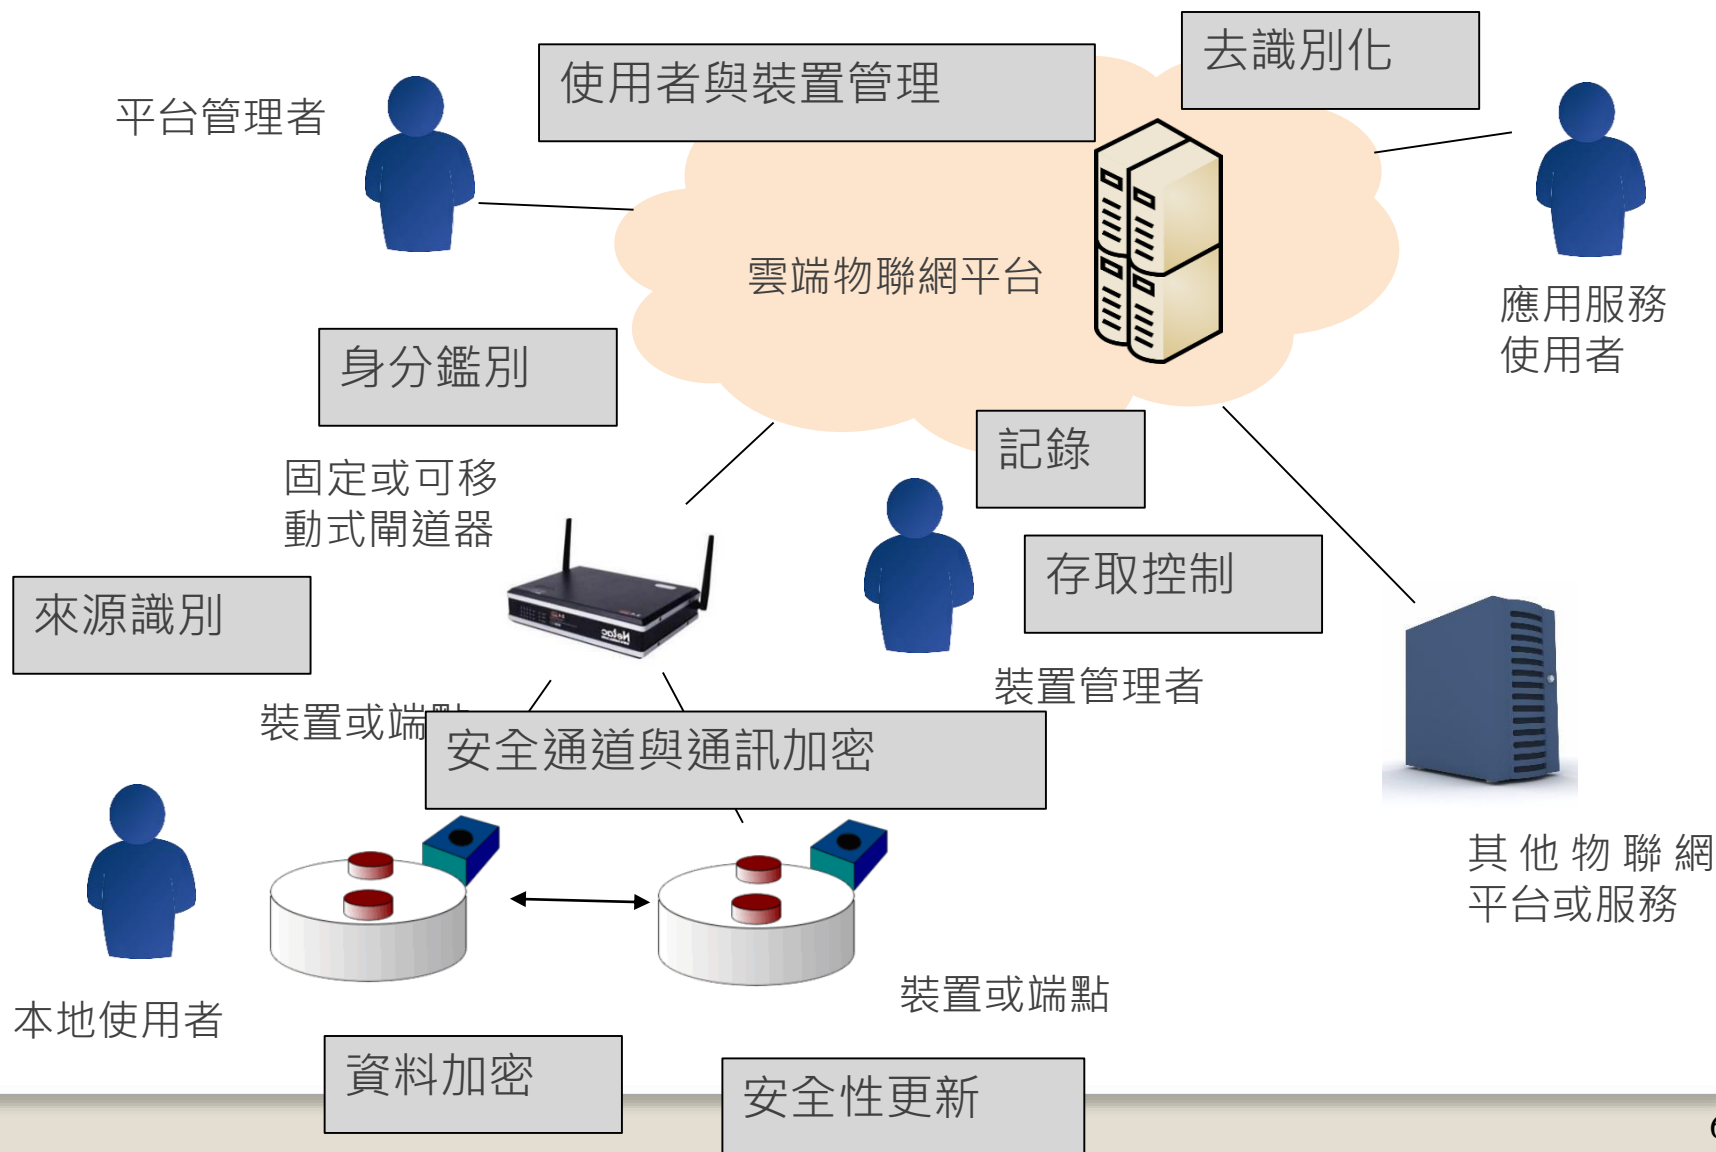 去識別化
使用者與裝置管理
平台管理者
雲端物聯網平台
應用服務
使用者
身分鑑別
記錄
固定或可移
動式閘道器
存取控制
來源識別
裝置管理者
裝置或端點
安全通道與通訊加密
其他物聯網
平台或服務
裝置或端點
本地使用者
資料加密
安全性更新